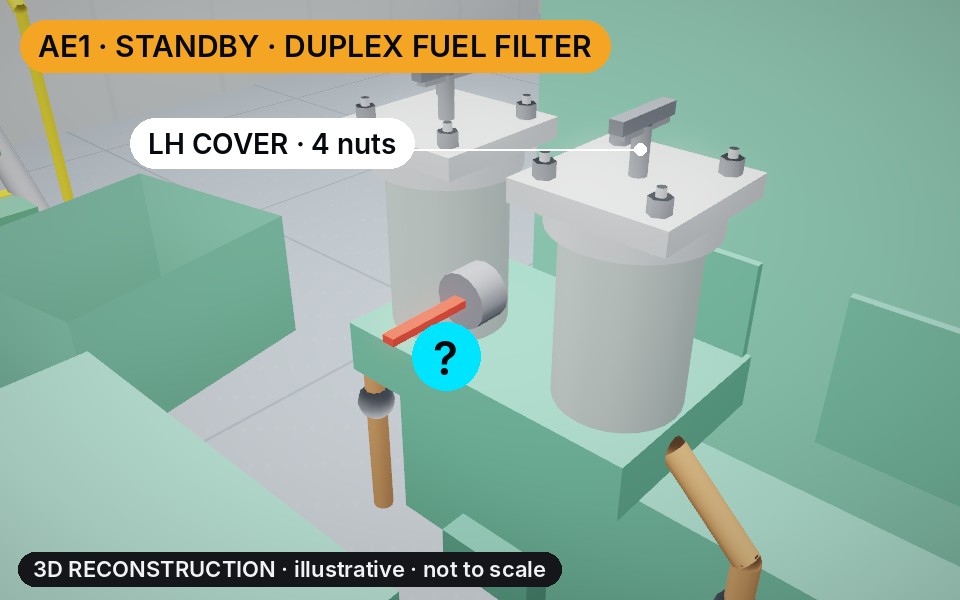 AE1 · STANDBY · DUPLEX FUEL FILTER
LH COVER · 4 nuts
?
3D RECONSTRUCTION · illustrative · not to scale